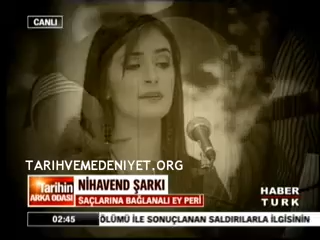 CANLI
TARIHVEMEDENIYET.ORG
Tarihin
ARKA ODASI
NİHAVEND ŞARKI
SAÇLARINA BAĞLANALI EY PERİ
HABER
TURK
02:45
ÖLÜMÜ İLE SONUÇLANAN SALDIRILARLA İLGİSİNİN